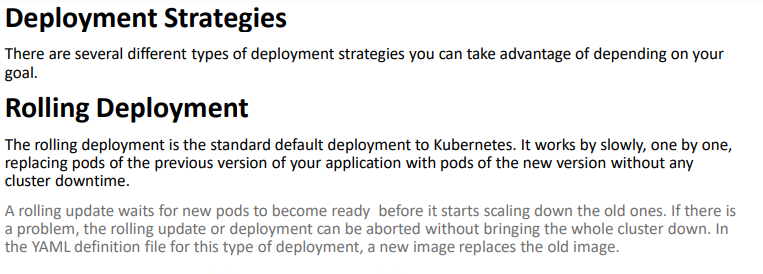 Deployment Strategies
There are several different types of deployment strategies you can take advantage of depending on your
goal.
Rolling Deployment
The rolling deployment is the standard default deployment to Kubernetes. It works by slowly, one by one,
replacing pods of the previous version of your application with pods of the new version without any
cluster downtime.
A rolling update waits for new pods to become ready  before it starts scaling down the old ones. If there is
a problem, the rolling update or deployment can be aborted without bringing the whole cluster down. In
the YAML definition file for this type of deployment, a new image replaces the old image.